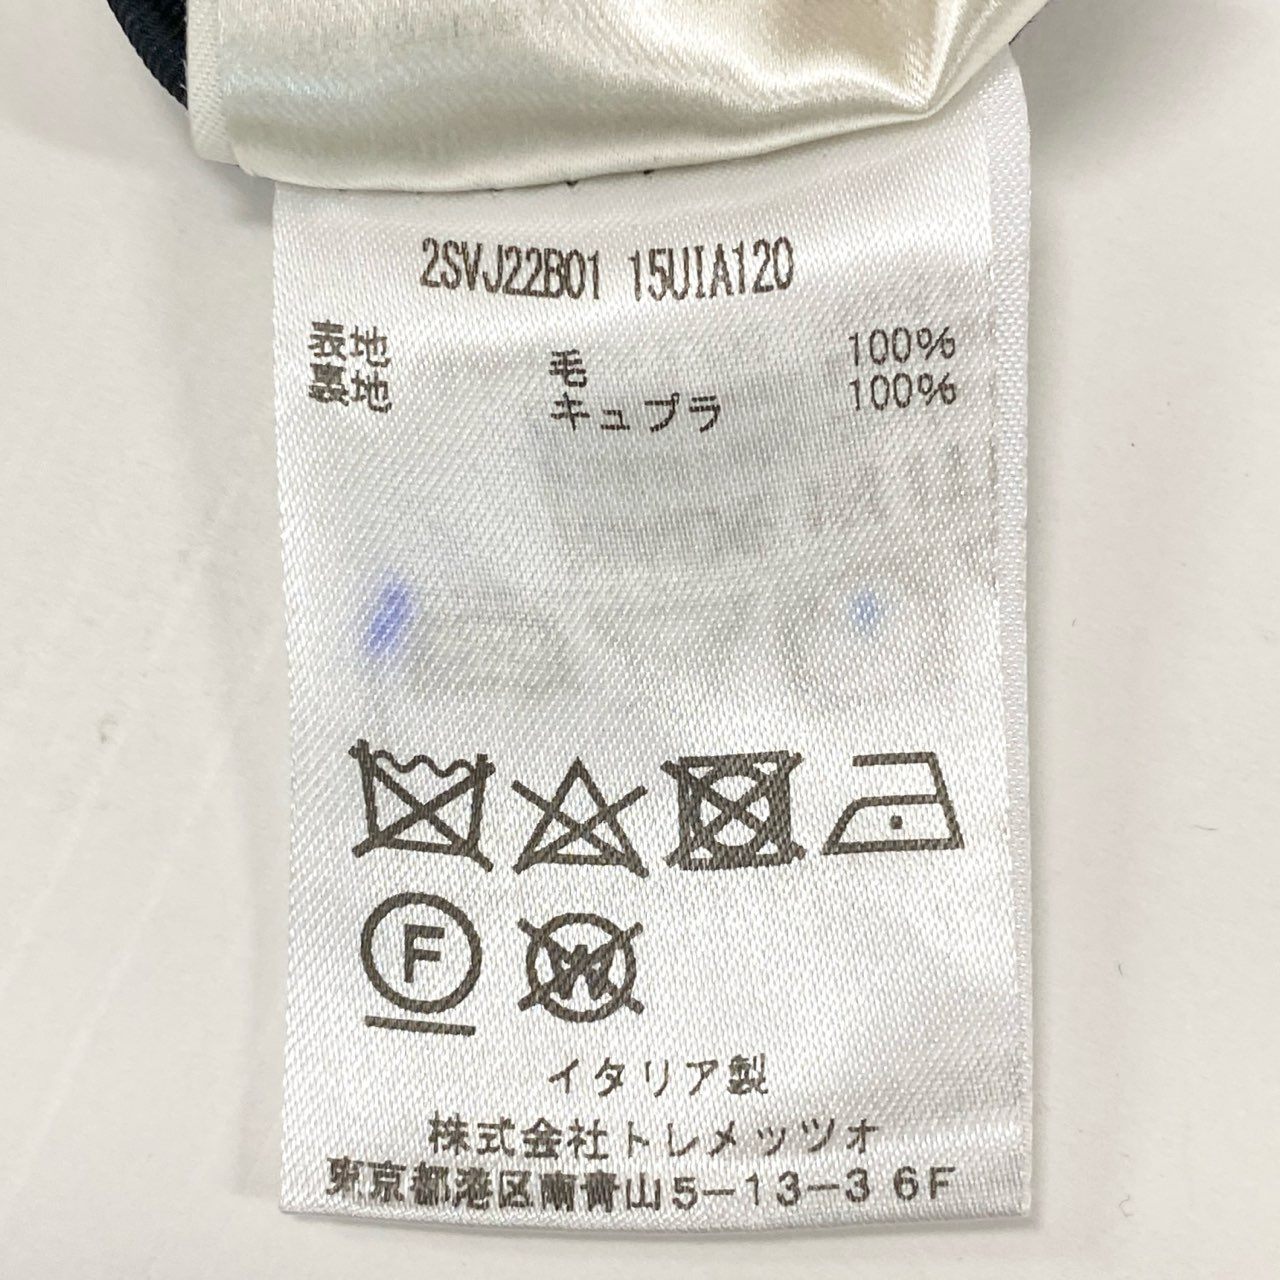 2SVJ22B01 15UIA120
表地 毛 100%
裏地 キュプラ 100%
F
W
イタリア製
株式会社トレメッツォ
東京都港区南青山5-13-3 6F